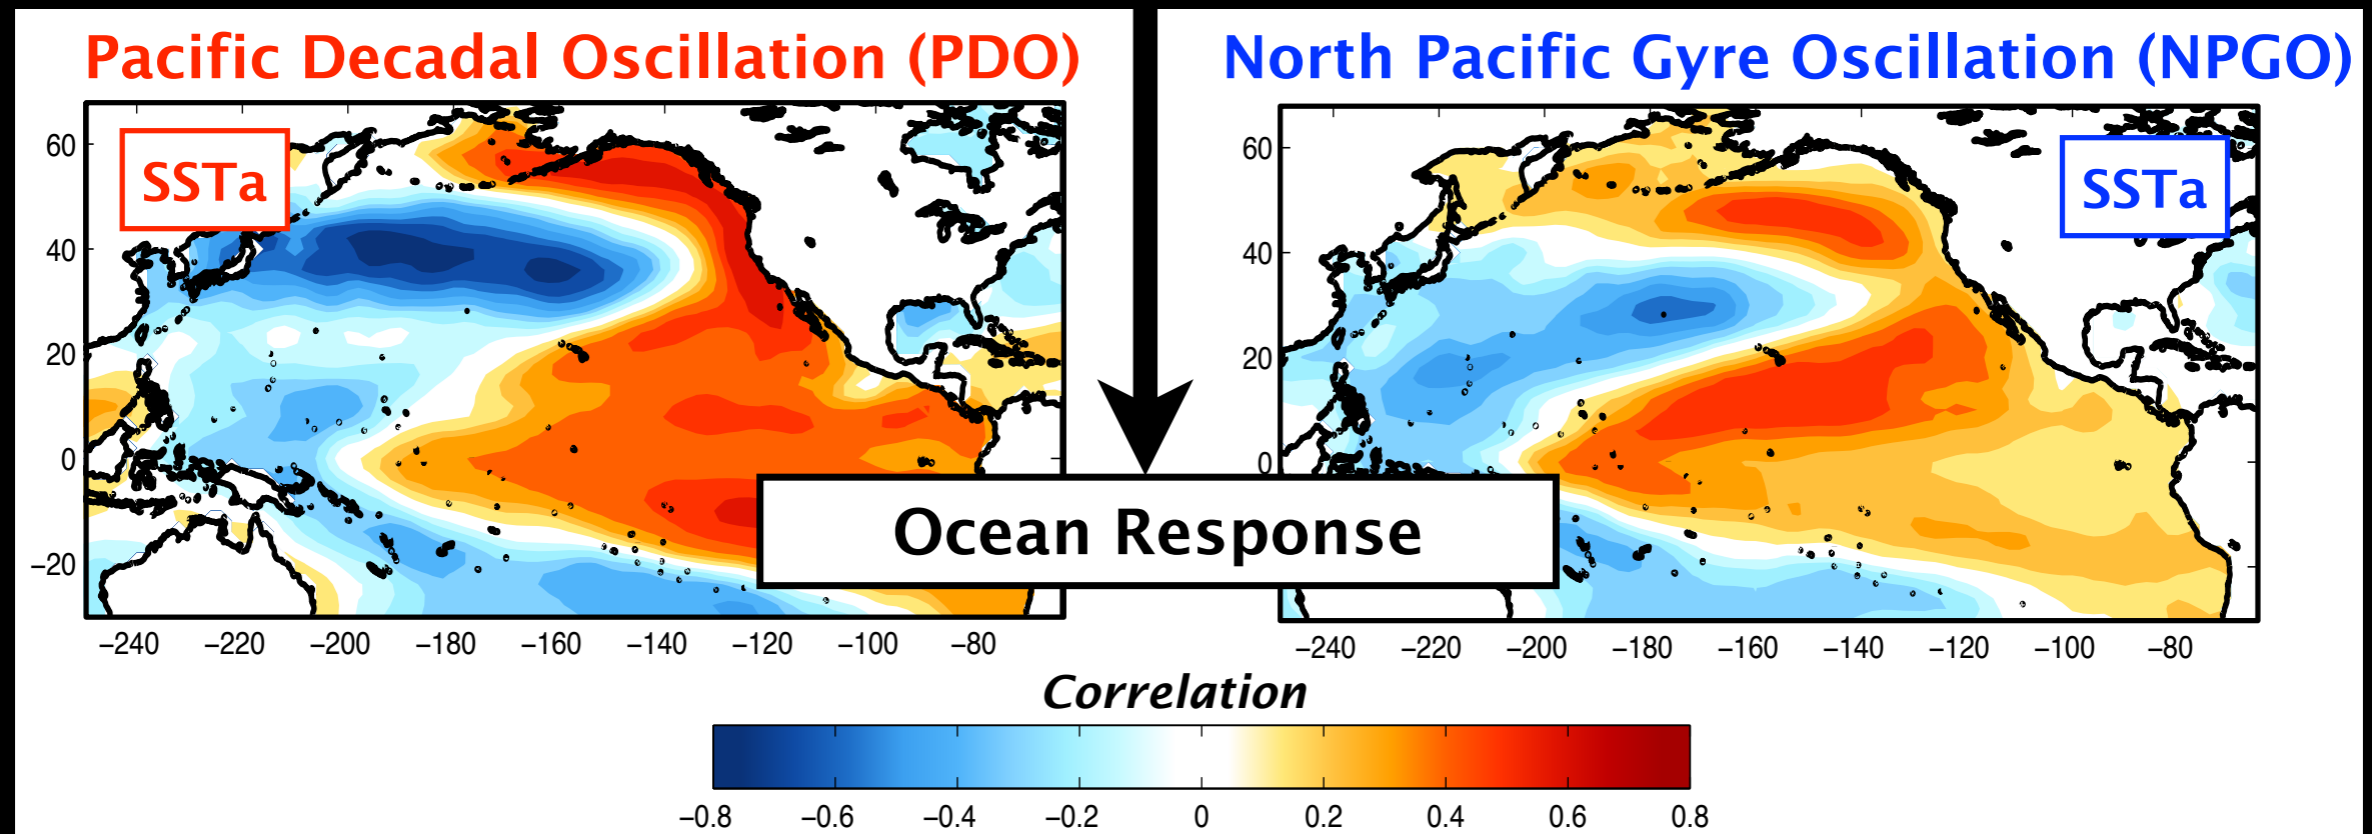 Pacific Decadal Oscillation (PDO)
North Pacific Gyre Oscillation (NPGO)
SSTa
SSTa
60
40
20
0
−20
60
40
20
0
Ocean Response
−240 −220 −200 −180 −160 −140 −120 −100 −80
−240 −220 −200 −180 −160 −140 −120 −100 −80
Correlation
−0.8 −0.6 −0.4 −0.2 0 0.2 0.4 0.6 0.8